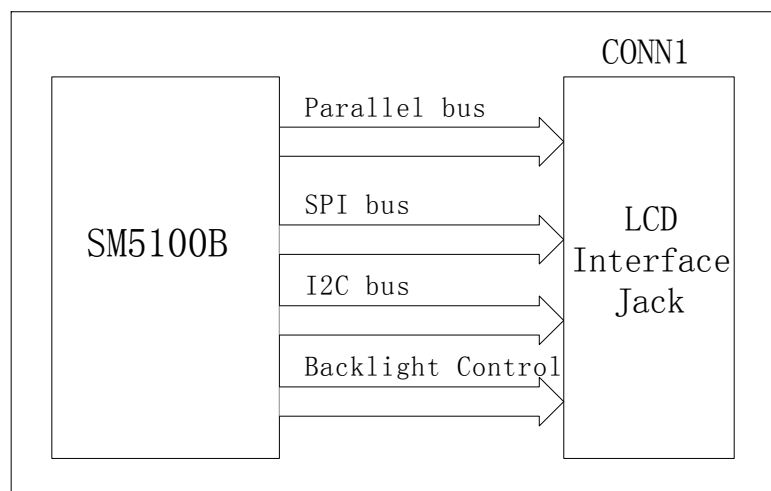 CONN1
Parallel bus
SPI bus
SM5100B
LCD
Interface
Jack
I2C bus
Backlight Control